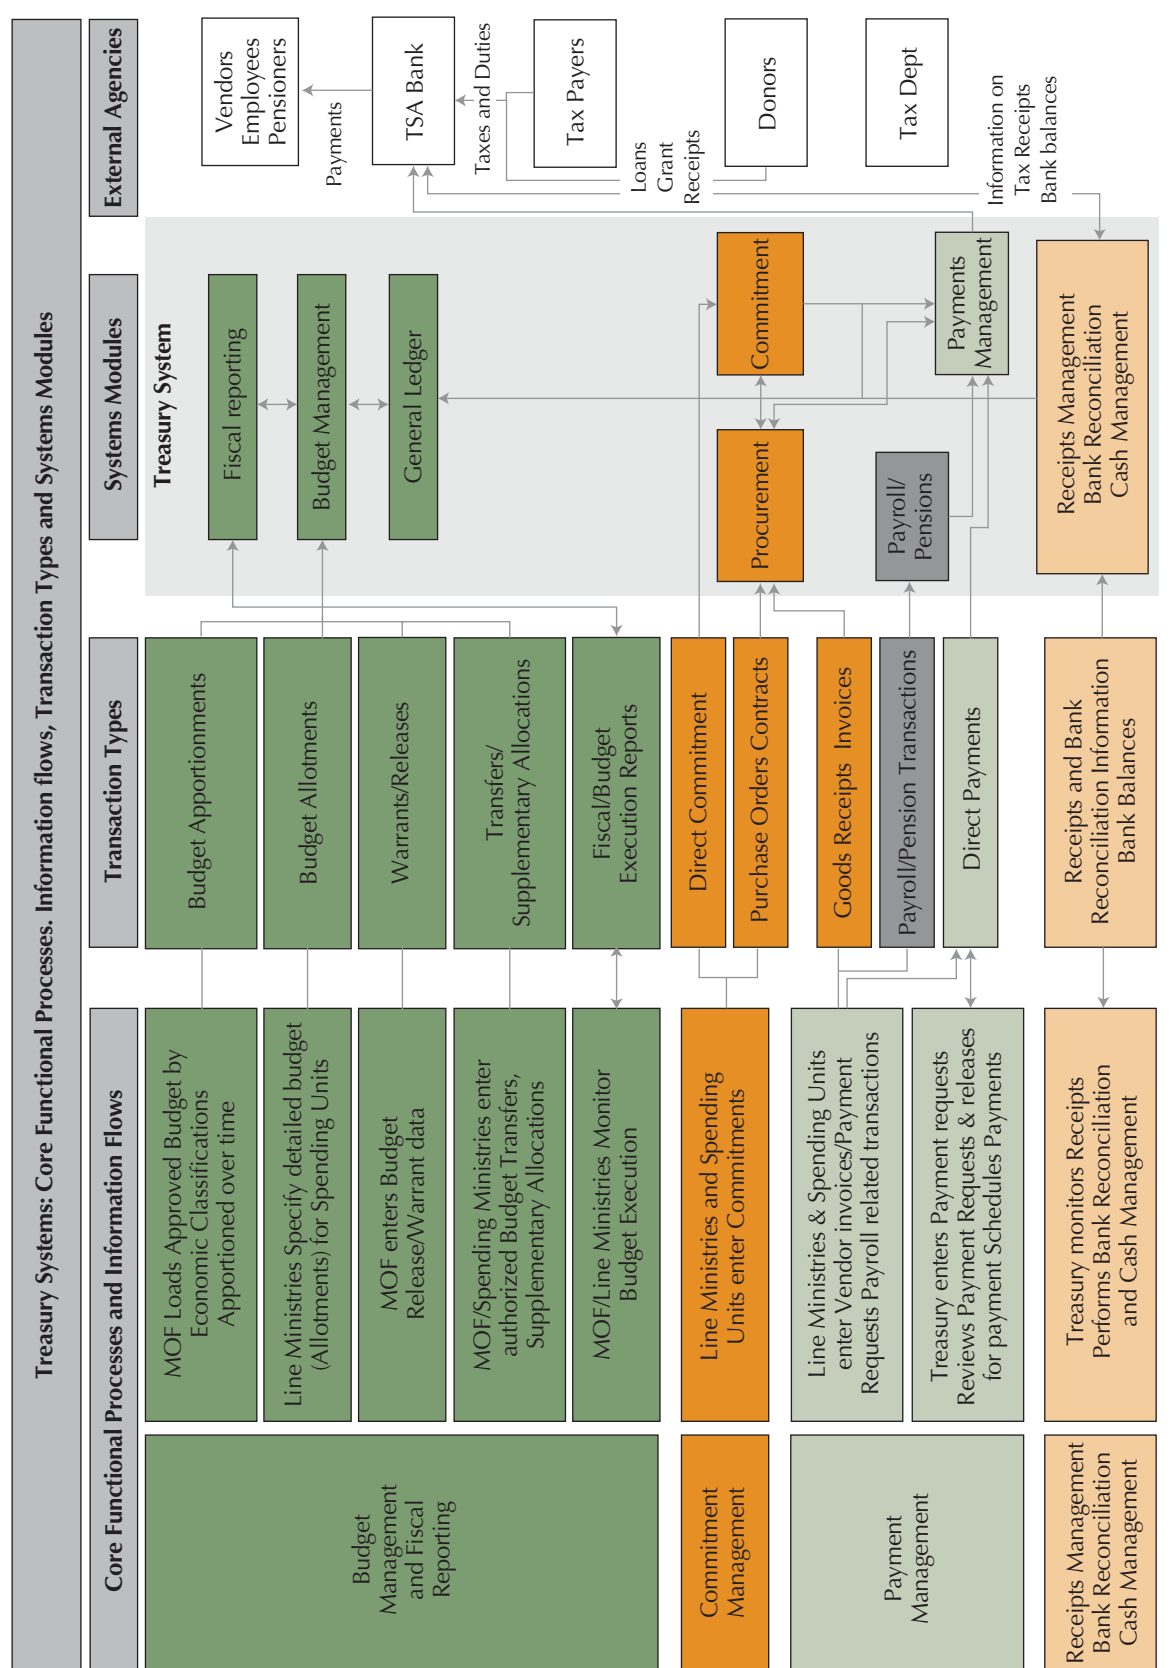 Treasury Systems: Core Functional Processes. Information flows, Transaction Types and Systems Modules
Core Functional Processes and Information Flows
Transaction Types
Systems Modules
External Agencies
Budget
Management
and Fiscal
Reporting
MOF Loads Approved Budget by
Economic Classifications
Apportioned over time
Line Ministries Specify detailed budget
(Allotments) for Spending Units
MOF enters Budget
Release/Warrant data
MOF/Spending Ministries enter
authorized Budget Transfers,
Supplementary Allocations
MOF/Line Ministries Monitor
Budget Execution
Budget Apportionments
Budget Allotments
Warrants/Releases
Transfers/
Supplementary Allocations
Fiscal/Budget
Execution Reports
Treasury System
Fiscal reporting
Budget Management
General Ledger
Vendors
Employees
Pensioners
Payments
TSA Bank
Taxes and Duties
Tax Payers
Loans
Grant
Receipts
Donors
Tax Dept
Information on
Tax Receipts
Bank balances
Commitment
Management
Line Ministries and Spending
Units enter Commitments
Direct Commitment
Purchase Orders Contracts
Procurement
Commitment
Payment
Management
Line Ministries & Spending Units
enter Vendor invoices/Payment
Requests Payroll related transactions
Treasury enters Payment requests
Reviews Payment Requests & releases
for payment Schedules Payments
Goods Receipts Invoices
Payroll/Pension Transactions
Direct Payments
Payroll/
Pensions
Payments
Management
Receipts Management
Bank Reconciliation
Cash Management
Treasury monitors Receipts
Performs Bank Reconciliation
and Cash Management
Receipts and Bank
Reconciliation Information
Bank Balances
Receipts Management
Bank Reconciliation
Cash Management